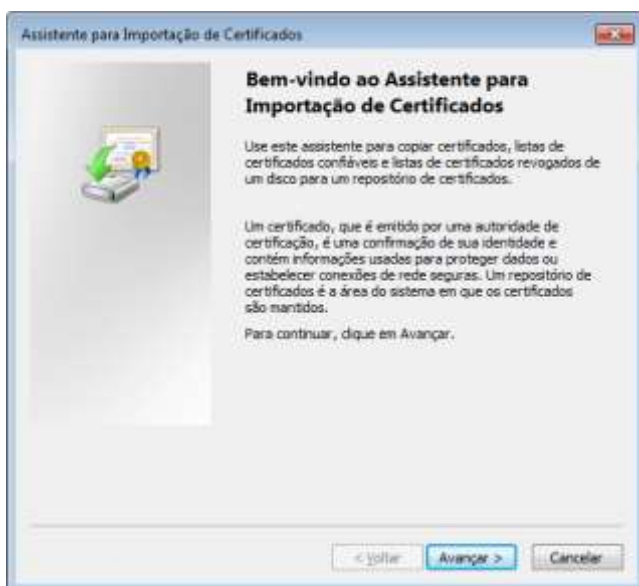 Assistente para Importação de Certificados
Bem-vindo ao Assistente para
Importação de Certificados
Use este assistente para copiar certificados, listas de
certificados confiáveis e listas de certificados revogados de
um disco para um repositório de certificados.
Um certificado, que é emitido por uma autoridade de
certificação, é uma confirmação de sua identidade e
contém informações usadas para proteger dados ou
estabelecer conexões de rede seguras. Um repositório de
certificados é a área do sistema em que os certificados
são mantidos.
Para continuar, clique em Avançar.
< Voltar Avançar > Cancelar